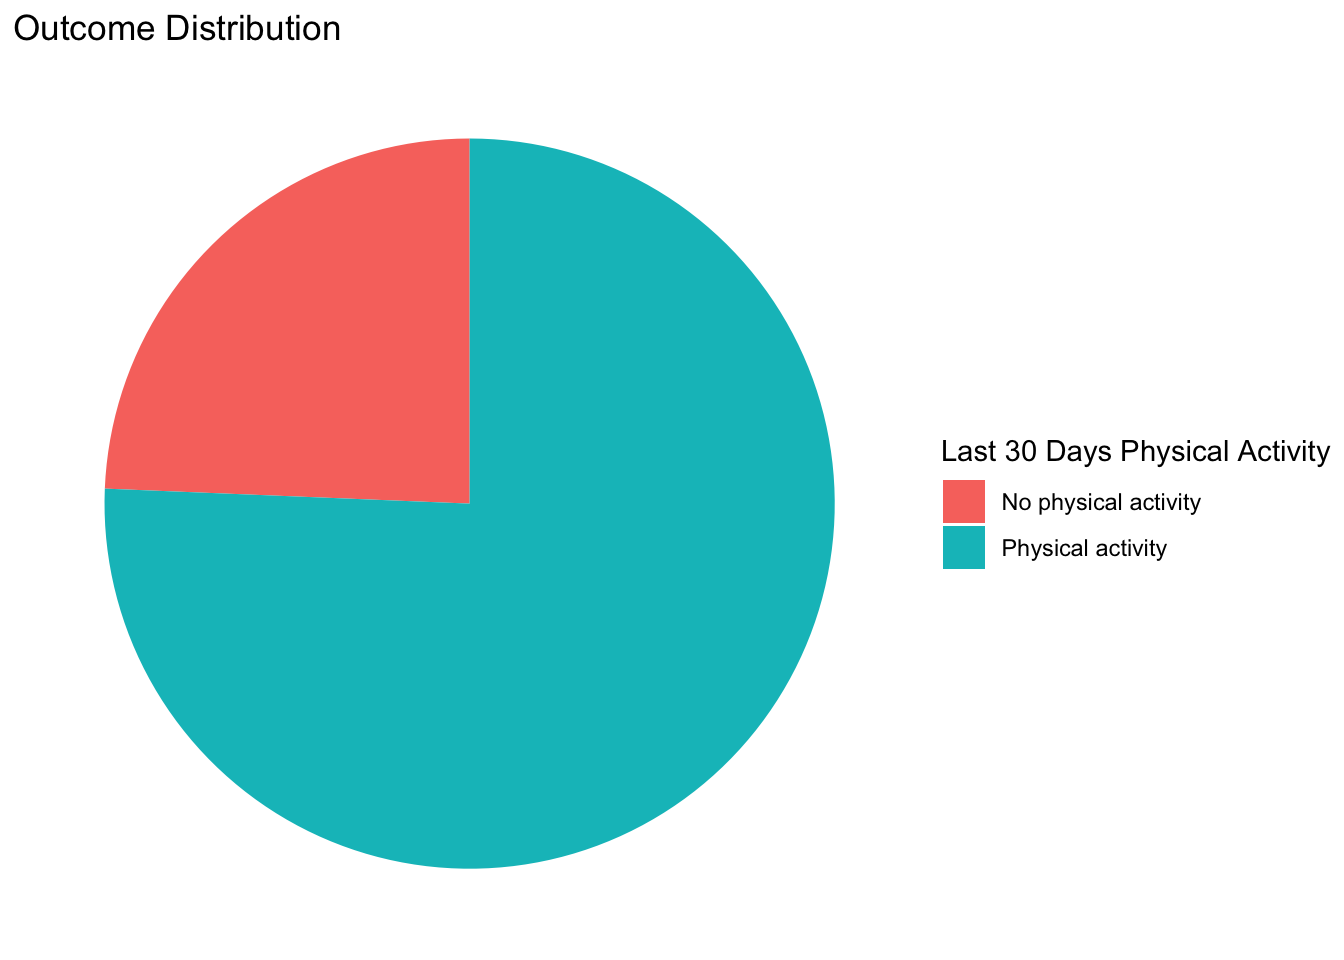 Outcome Distribution
Last 30 Days Physical Activity
No physical activity
Physical activity